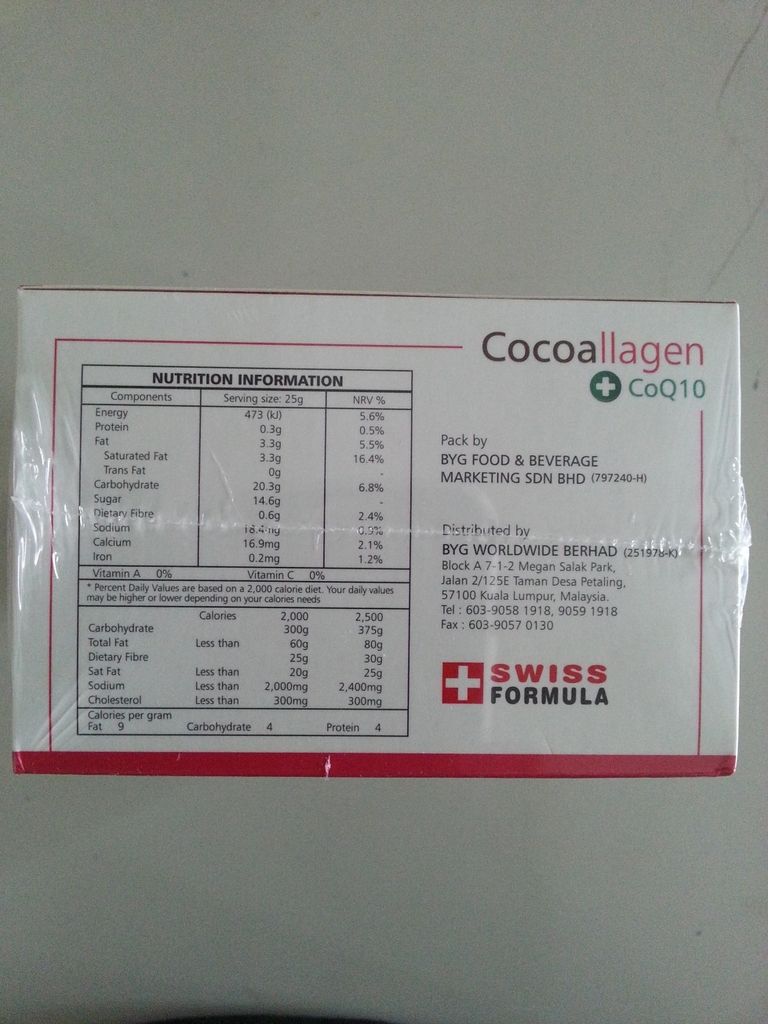 Cocoallagen
CoQ10
NUTRITION INFORMATION
Components Serving size: 25g NRV %
Energy 473 (kJ) 5.6%
Protein 0.3g 0.5%
Fat 3.3g 5.5%
Saturated Fat 3.3g 16.4%
Trans Fat 0g -
Carbohydrate 20.3g 6.8%
Sugar 14.6g -
Dietary Fibre 0.6g 2.4%
Sodium 18.4mg 0.9%
Calcium 16.9mg 2.1%
Iron 0.2mg 1.2%
Vitamin A 0% Vitamin C 0%
* Percent Daily Values are based on a 2,000 calorie diet. Your daily values
may be higher or lower depending on your calories needs
Calories 2,000 2,500
Carbohydrate 300g 375g
Total Fat Less than 60g 80g
Dietary Fibre 25g 30g
Sat Fat Less than 20g 25g
Sodium Less than 2,000mg 2,400mg
Cholesterol Less than 300mg 300mg
Calories per gram
Fat 9 Carbohydrate 4 Protein 4
Pack by
BYG FOOD & BEVERAGE
MARKETING SDN BHD (797240-H)
Distributed by
BYG WORLDWIDE BERHAD (251978-K)
Block A 7-1-2 Megan Salak Park,
Jalan 2/125E Taman Desa Petaling,
57100 Kuala Lumpur, Malaysia.
Tel : 603-9058 1918, 9059 1918
Fax : 603-9057 0130
SWISS
FORMULA